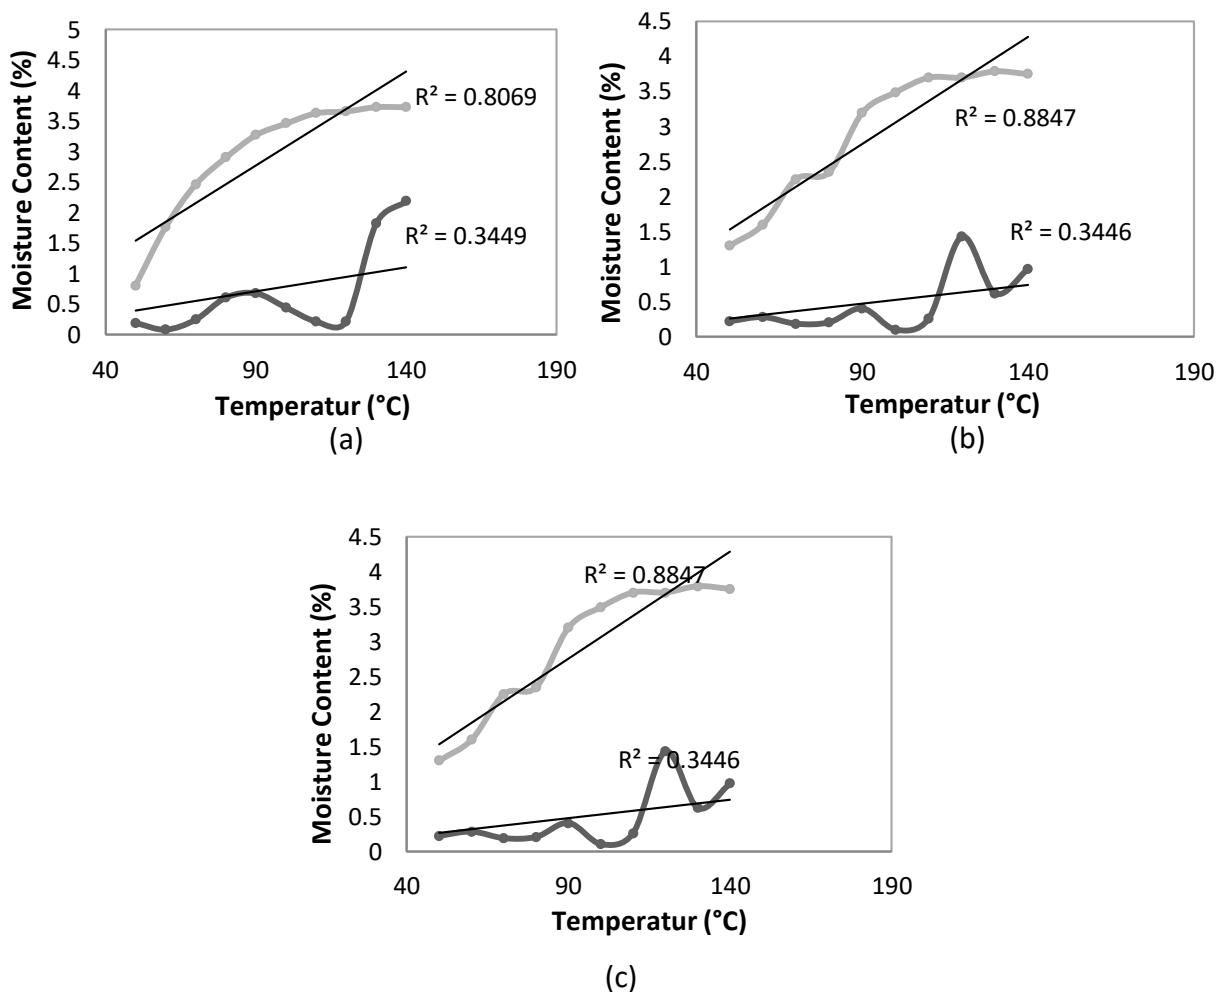 5
4.5
4
3.5
3
2.5
2
1.5
1
0.5
0
Moisture Content (%)
R² = 0.8069
R² = 0.3449
40 90 140 190
Temperatur (°C)
(a)
4.5
4
3.5
3
2.5
2
1.5
1
0.5
0
Moisture Content (%)
R² = 0.8847
R² = 0.3446
40 90 140 190
Temperatur (°C)
(b)
4.5
4
3.5
3
2.5
2
1.5
1
0.5
0
Moisture Content (%)
R² = 0.8847
R² = 0.3446
40 90 140 190
Temperatur (°C)
(c)